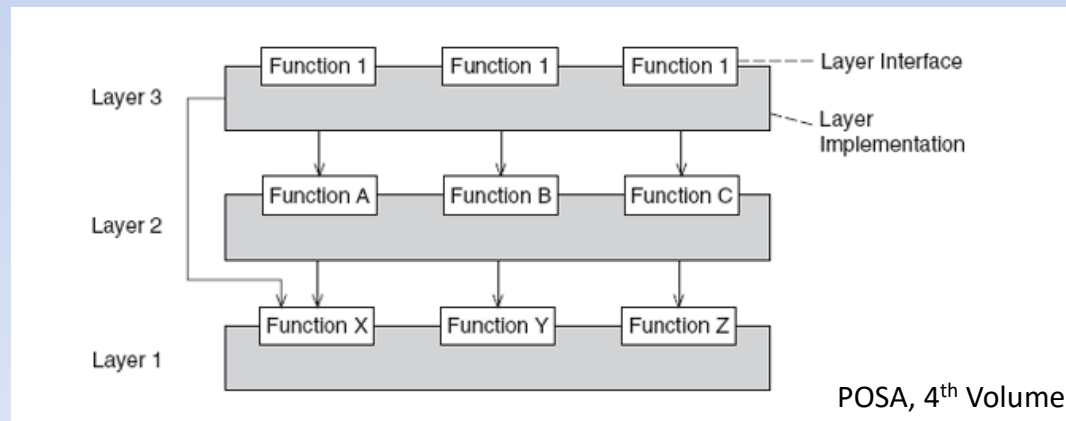 Function 1 Function 1 Function 1 Layer Interface
Layer 3
Layer
Implementation
Function A Function B Function C
Layer 2
Function X Function Y Function Z
Layer 1
POSA, 4th Volume